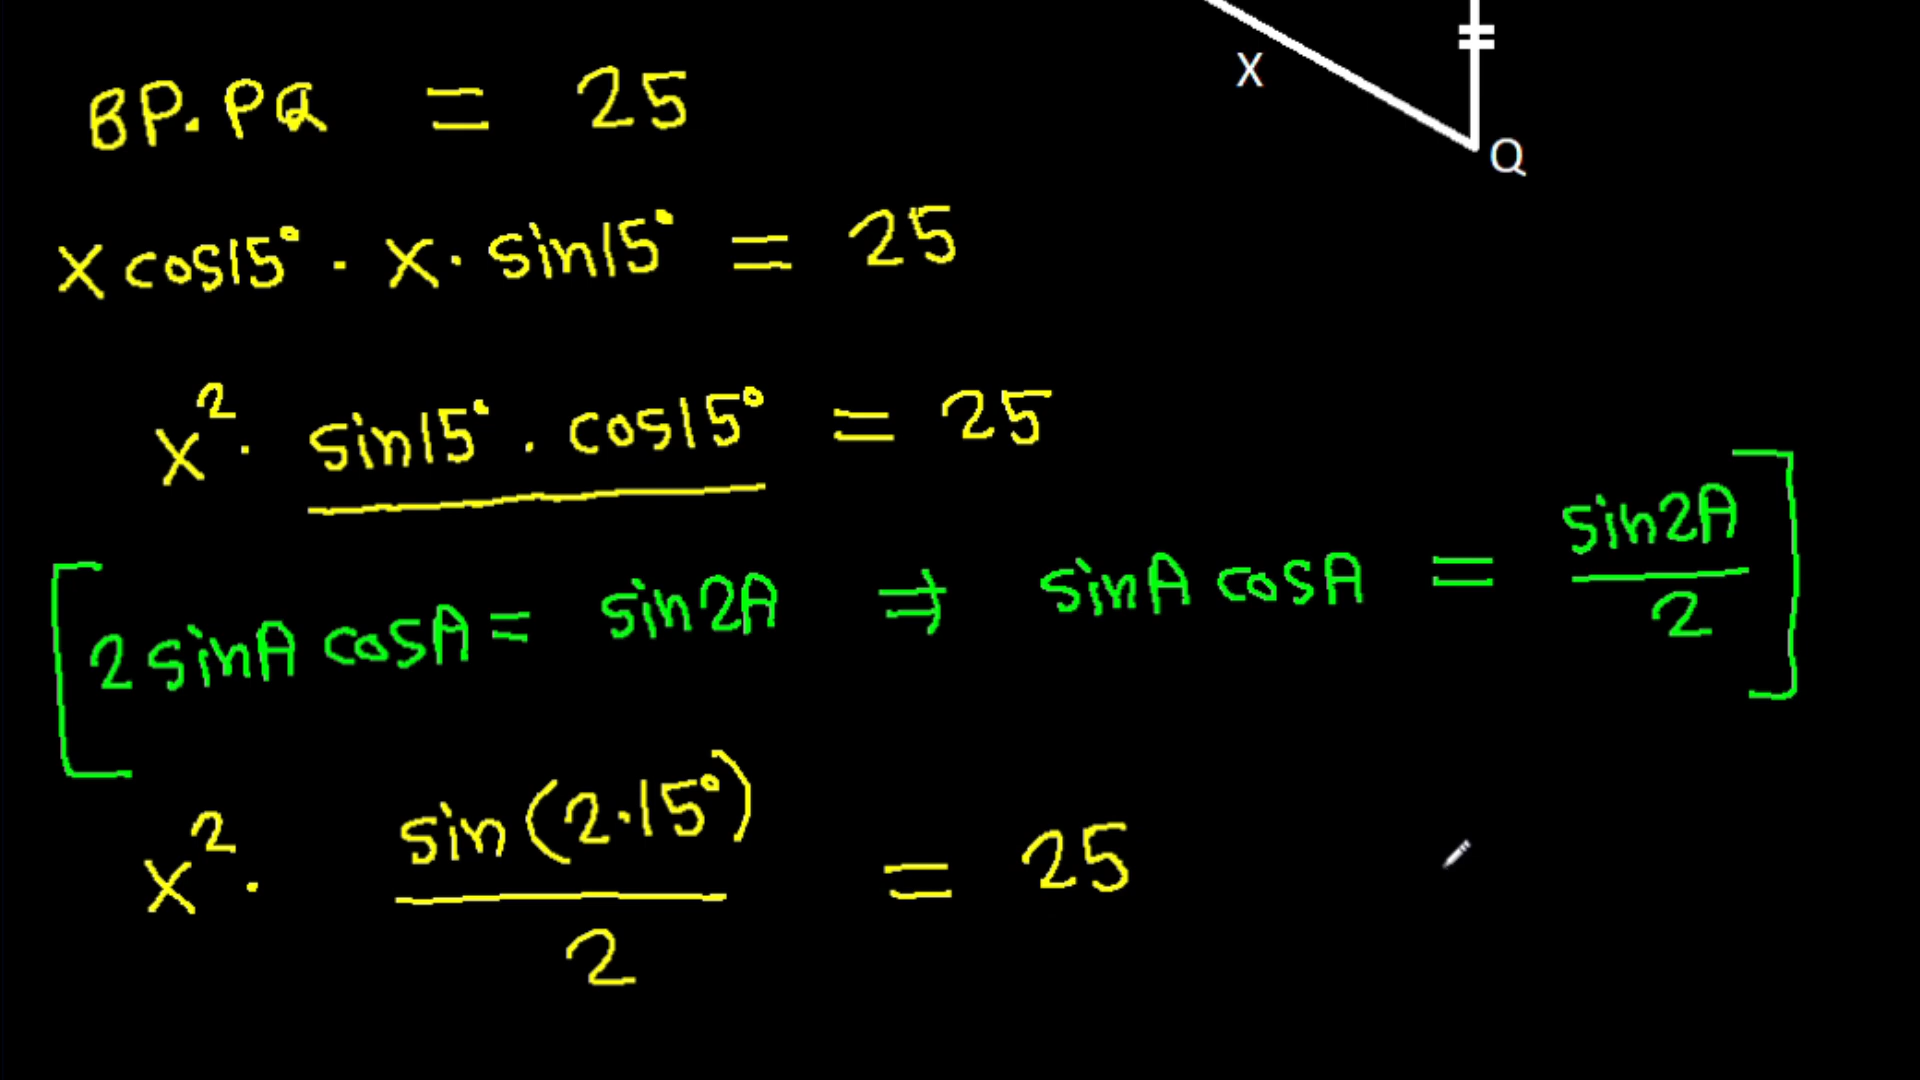 BP.PQ = 25
X
Q
x cos15° · x · sin15° = 25
x² · sin15° · cos15° = 25
[2 sinA cosA = sin2A ⇒ sinA cosA = sin2A / 2]
x² · sin(2·15°) / 2 = 25